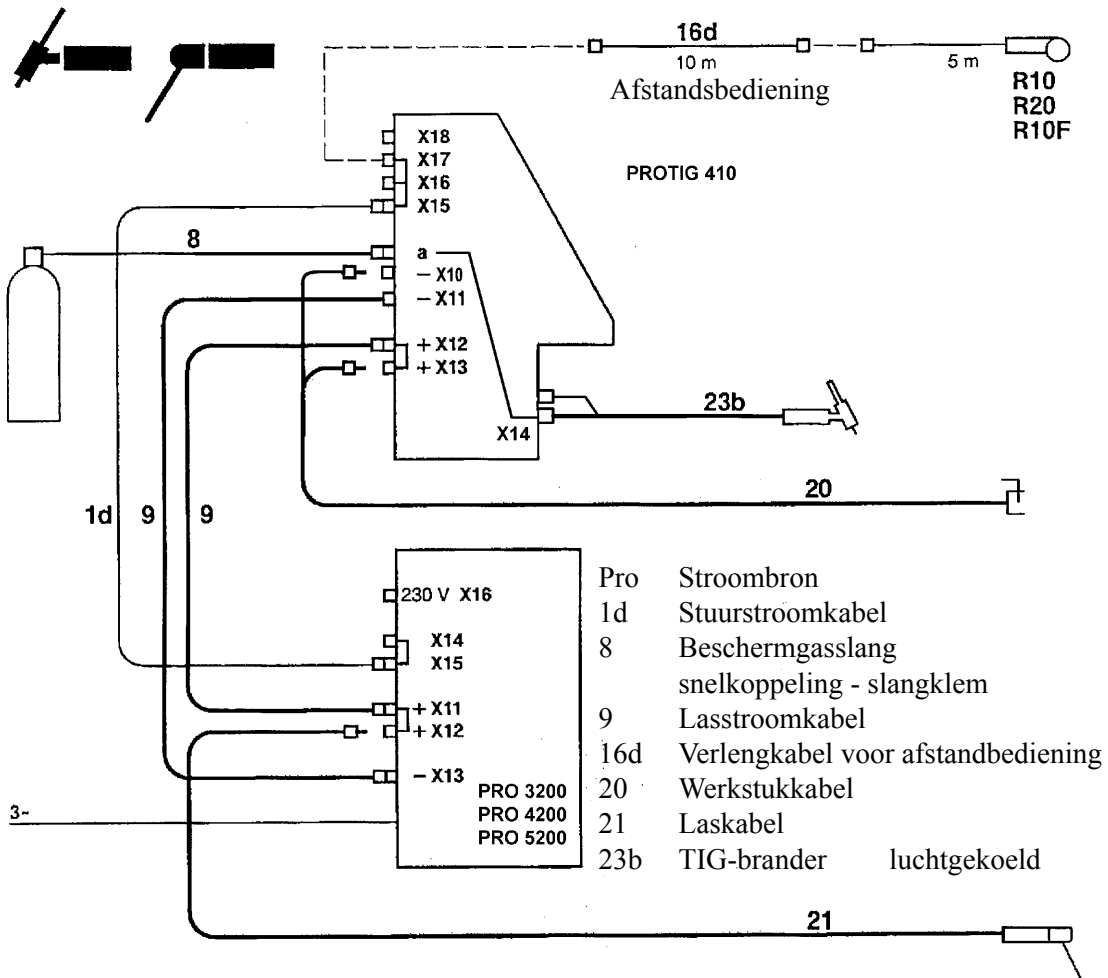 16d
10 m
5 m
Afstandsbediening
R10
R20
R10F
X18
X17
X16
X15
PROTIG 410
8
a
− X10
− X11
+ X12
+ X13
X14
23b
20
1d
9
9
230 V X16
X14
X15
+ X11
+ X12
− X13
PRO 3200
PRO 4200
PRO 5200
3~
Pro Stroombron
1d Stuurstroomkabel
8 Beschermgasslang
snelkoppeling - slangklem
9 Lasstroomkabel
16d Verlengkabel voor afstandbediening
20 Werkstukkabel
21 Laskabel
23b TIG-brander luchtgekoeld
21